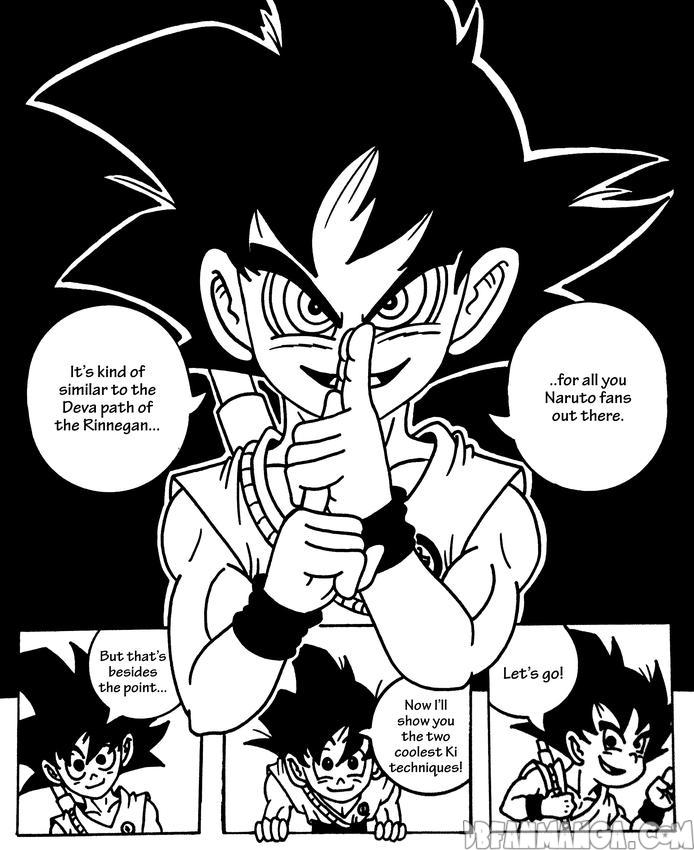 It's kind of
similar to the
Deva path of
the Rinnegan...
..for all you
Naruto fans
out there.
But that's
besides
the point...
Now I'll
show you
the two
coolest Ki
techniques!
Let's go!
DBFANMANGA.COM